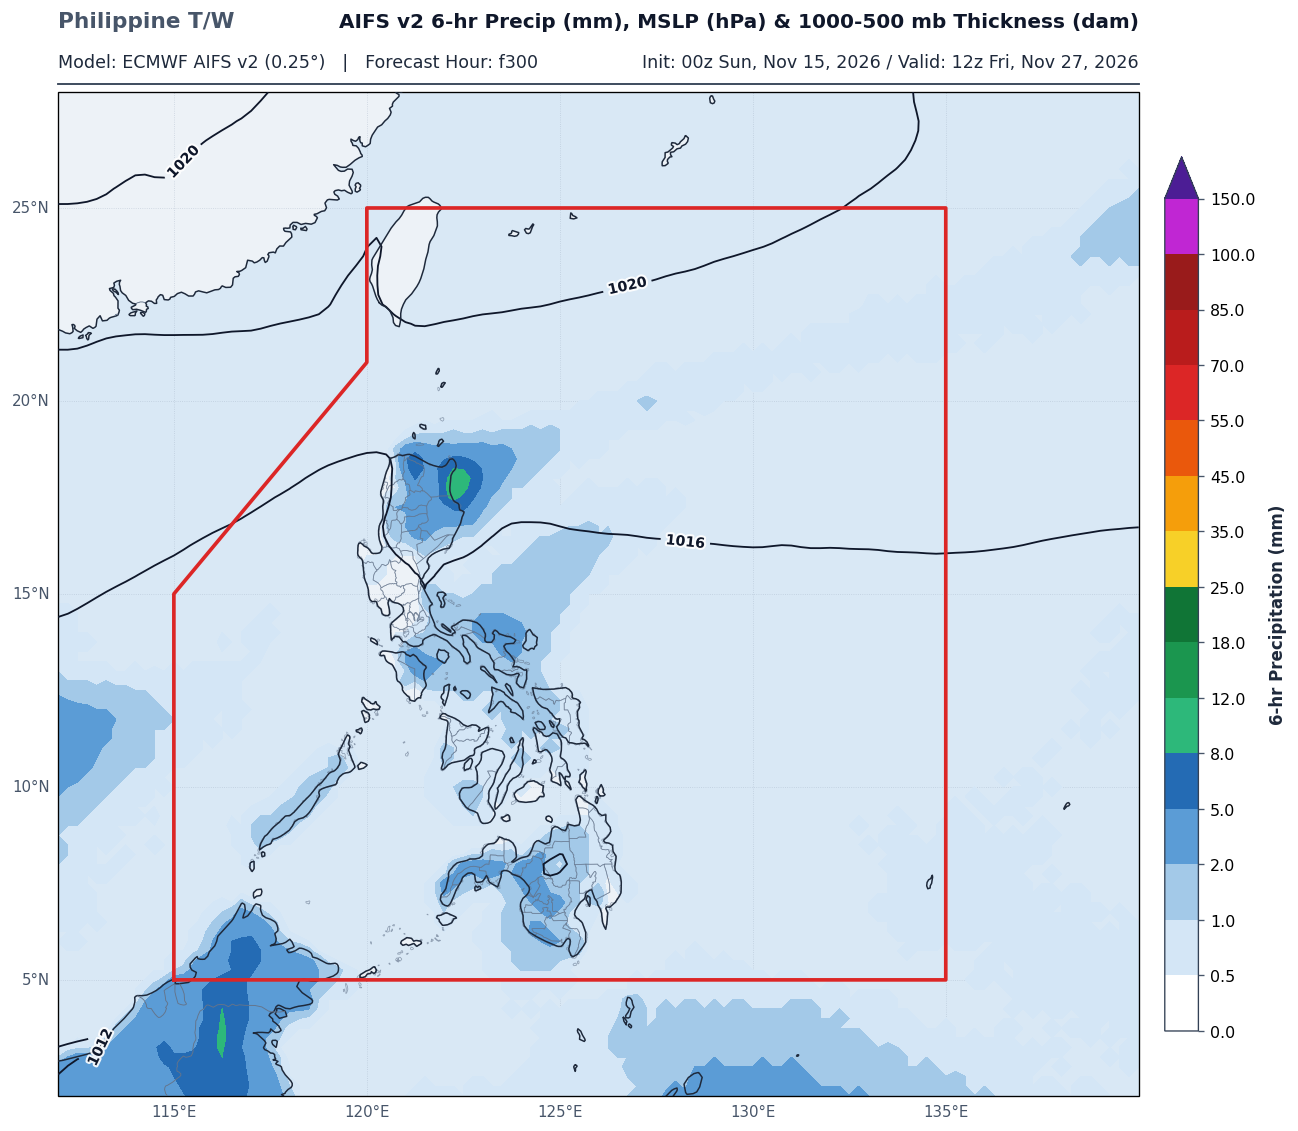 Philippine T/W
AIFS v2 6-hr Precip (mm), MSLP (hPa) & 1000-500 mb Thickness (dam)
Model: ECMWF AIFS v2 (0.25°) | Forecast Hour: f300
Init: 00z Sun, Nov 15, 2026 / Valid: 12z Fri, Nov 27, 2026
1020
1020
1016
1012
25°N
20°N
15°N
10°N
5°N
115°E
120°E
125°E
130°E
135°E
150.0
100.0
85.0
70.0
55.0
45.0
35.0
25.0
18.0
12.0
8.0
5.0
2.0
1.0
0.5
0.0
6-hr Precipitation (mm)